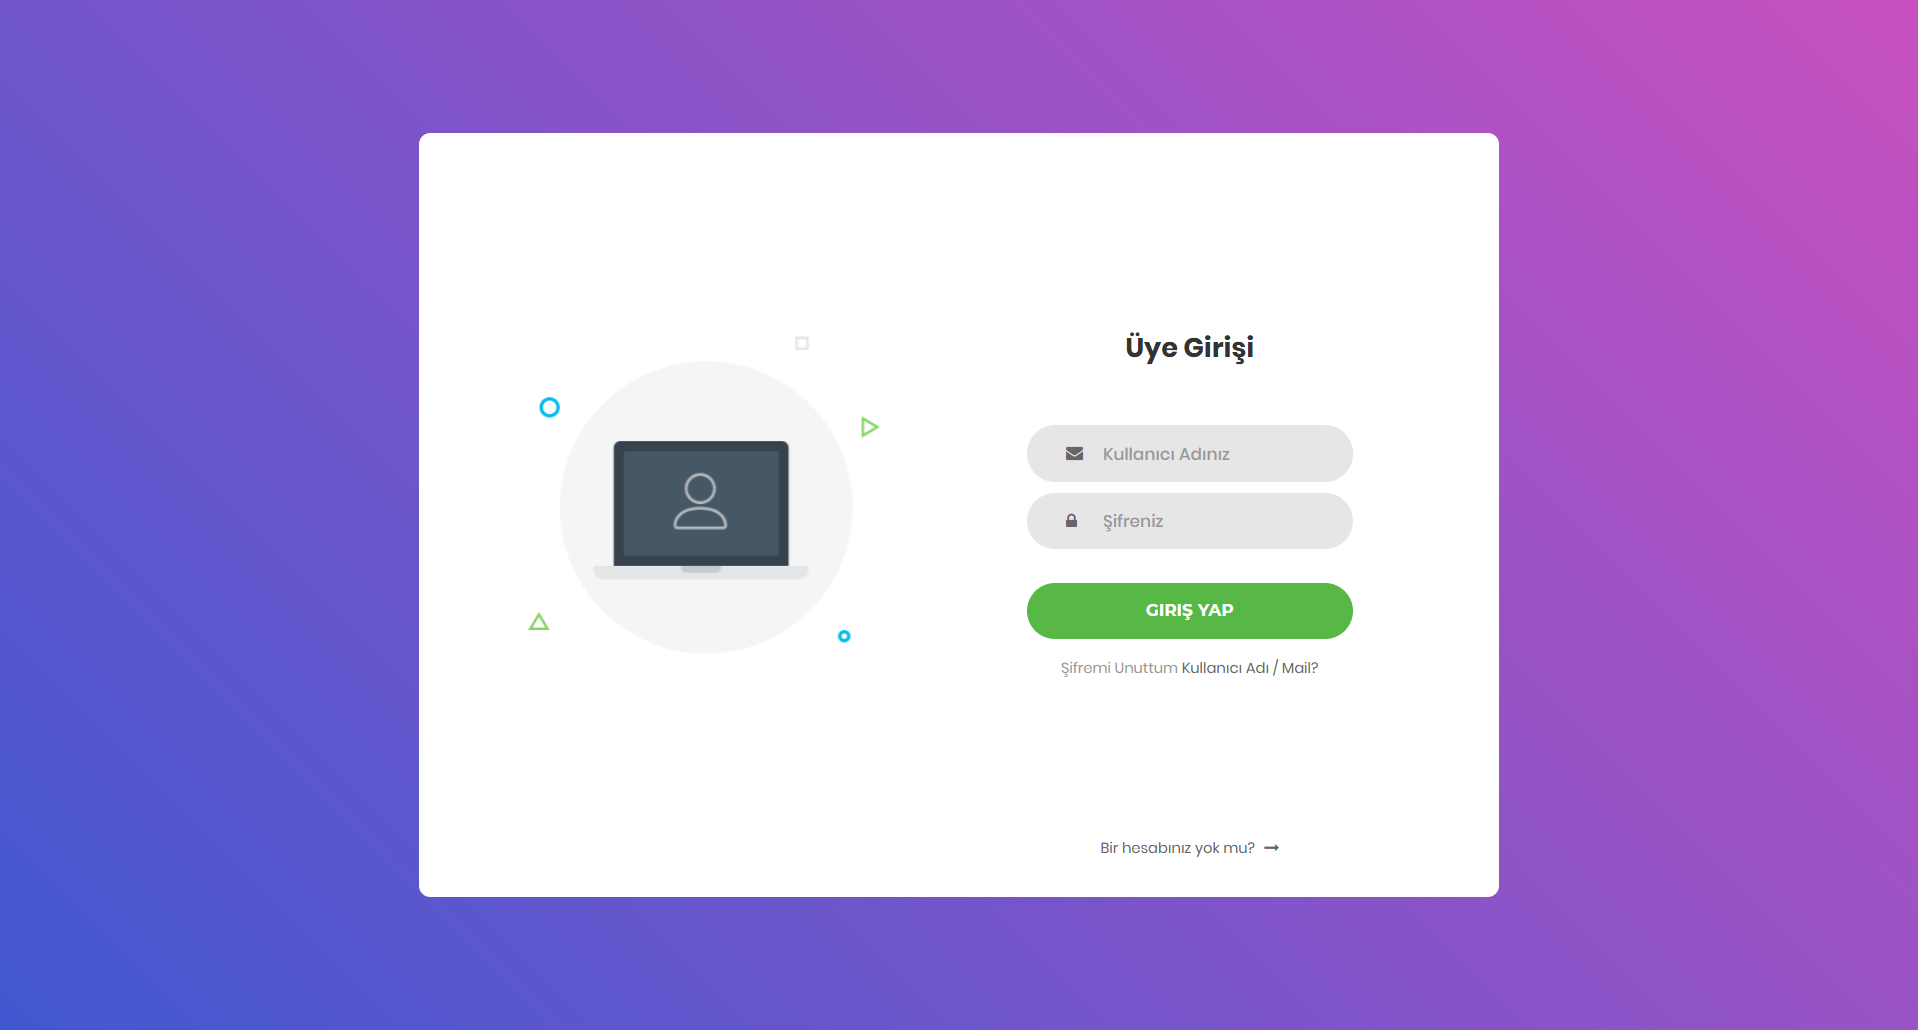 Üye Girişi
Kullanıcı Adınız
Şifreniz
GIRIŞ YAP
Şifremi Unuttum Kullanıcı Adı / Mail?
Bir hesabınız yok mu?